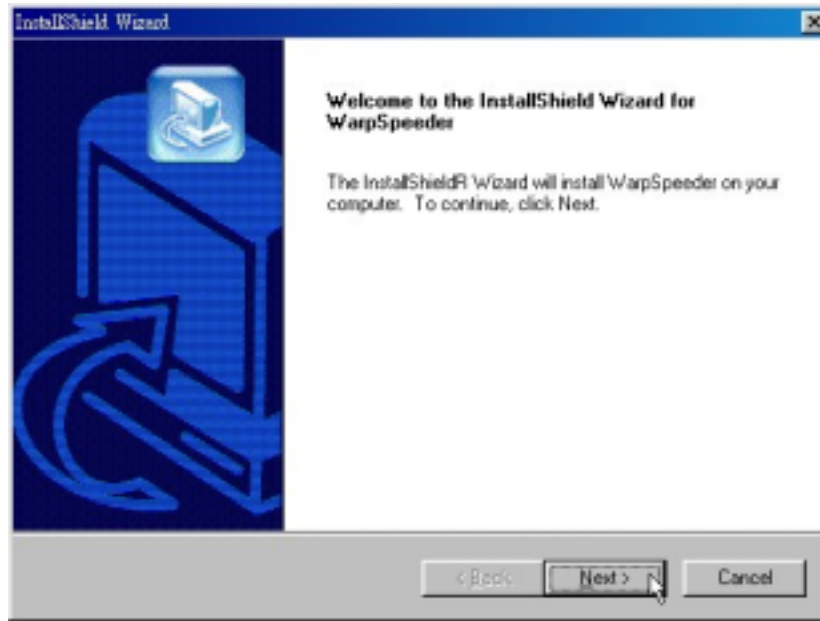 InstallShield Wizard
Welcome to the InstallShield Wizard for
WarpSpeeder
The InstallShieldR Wizard will install WarpSpeeder on your
computer. To continue, click Next.
< Back
Next >
Cancel